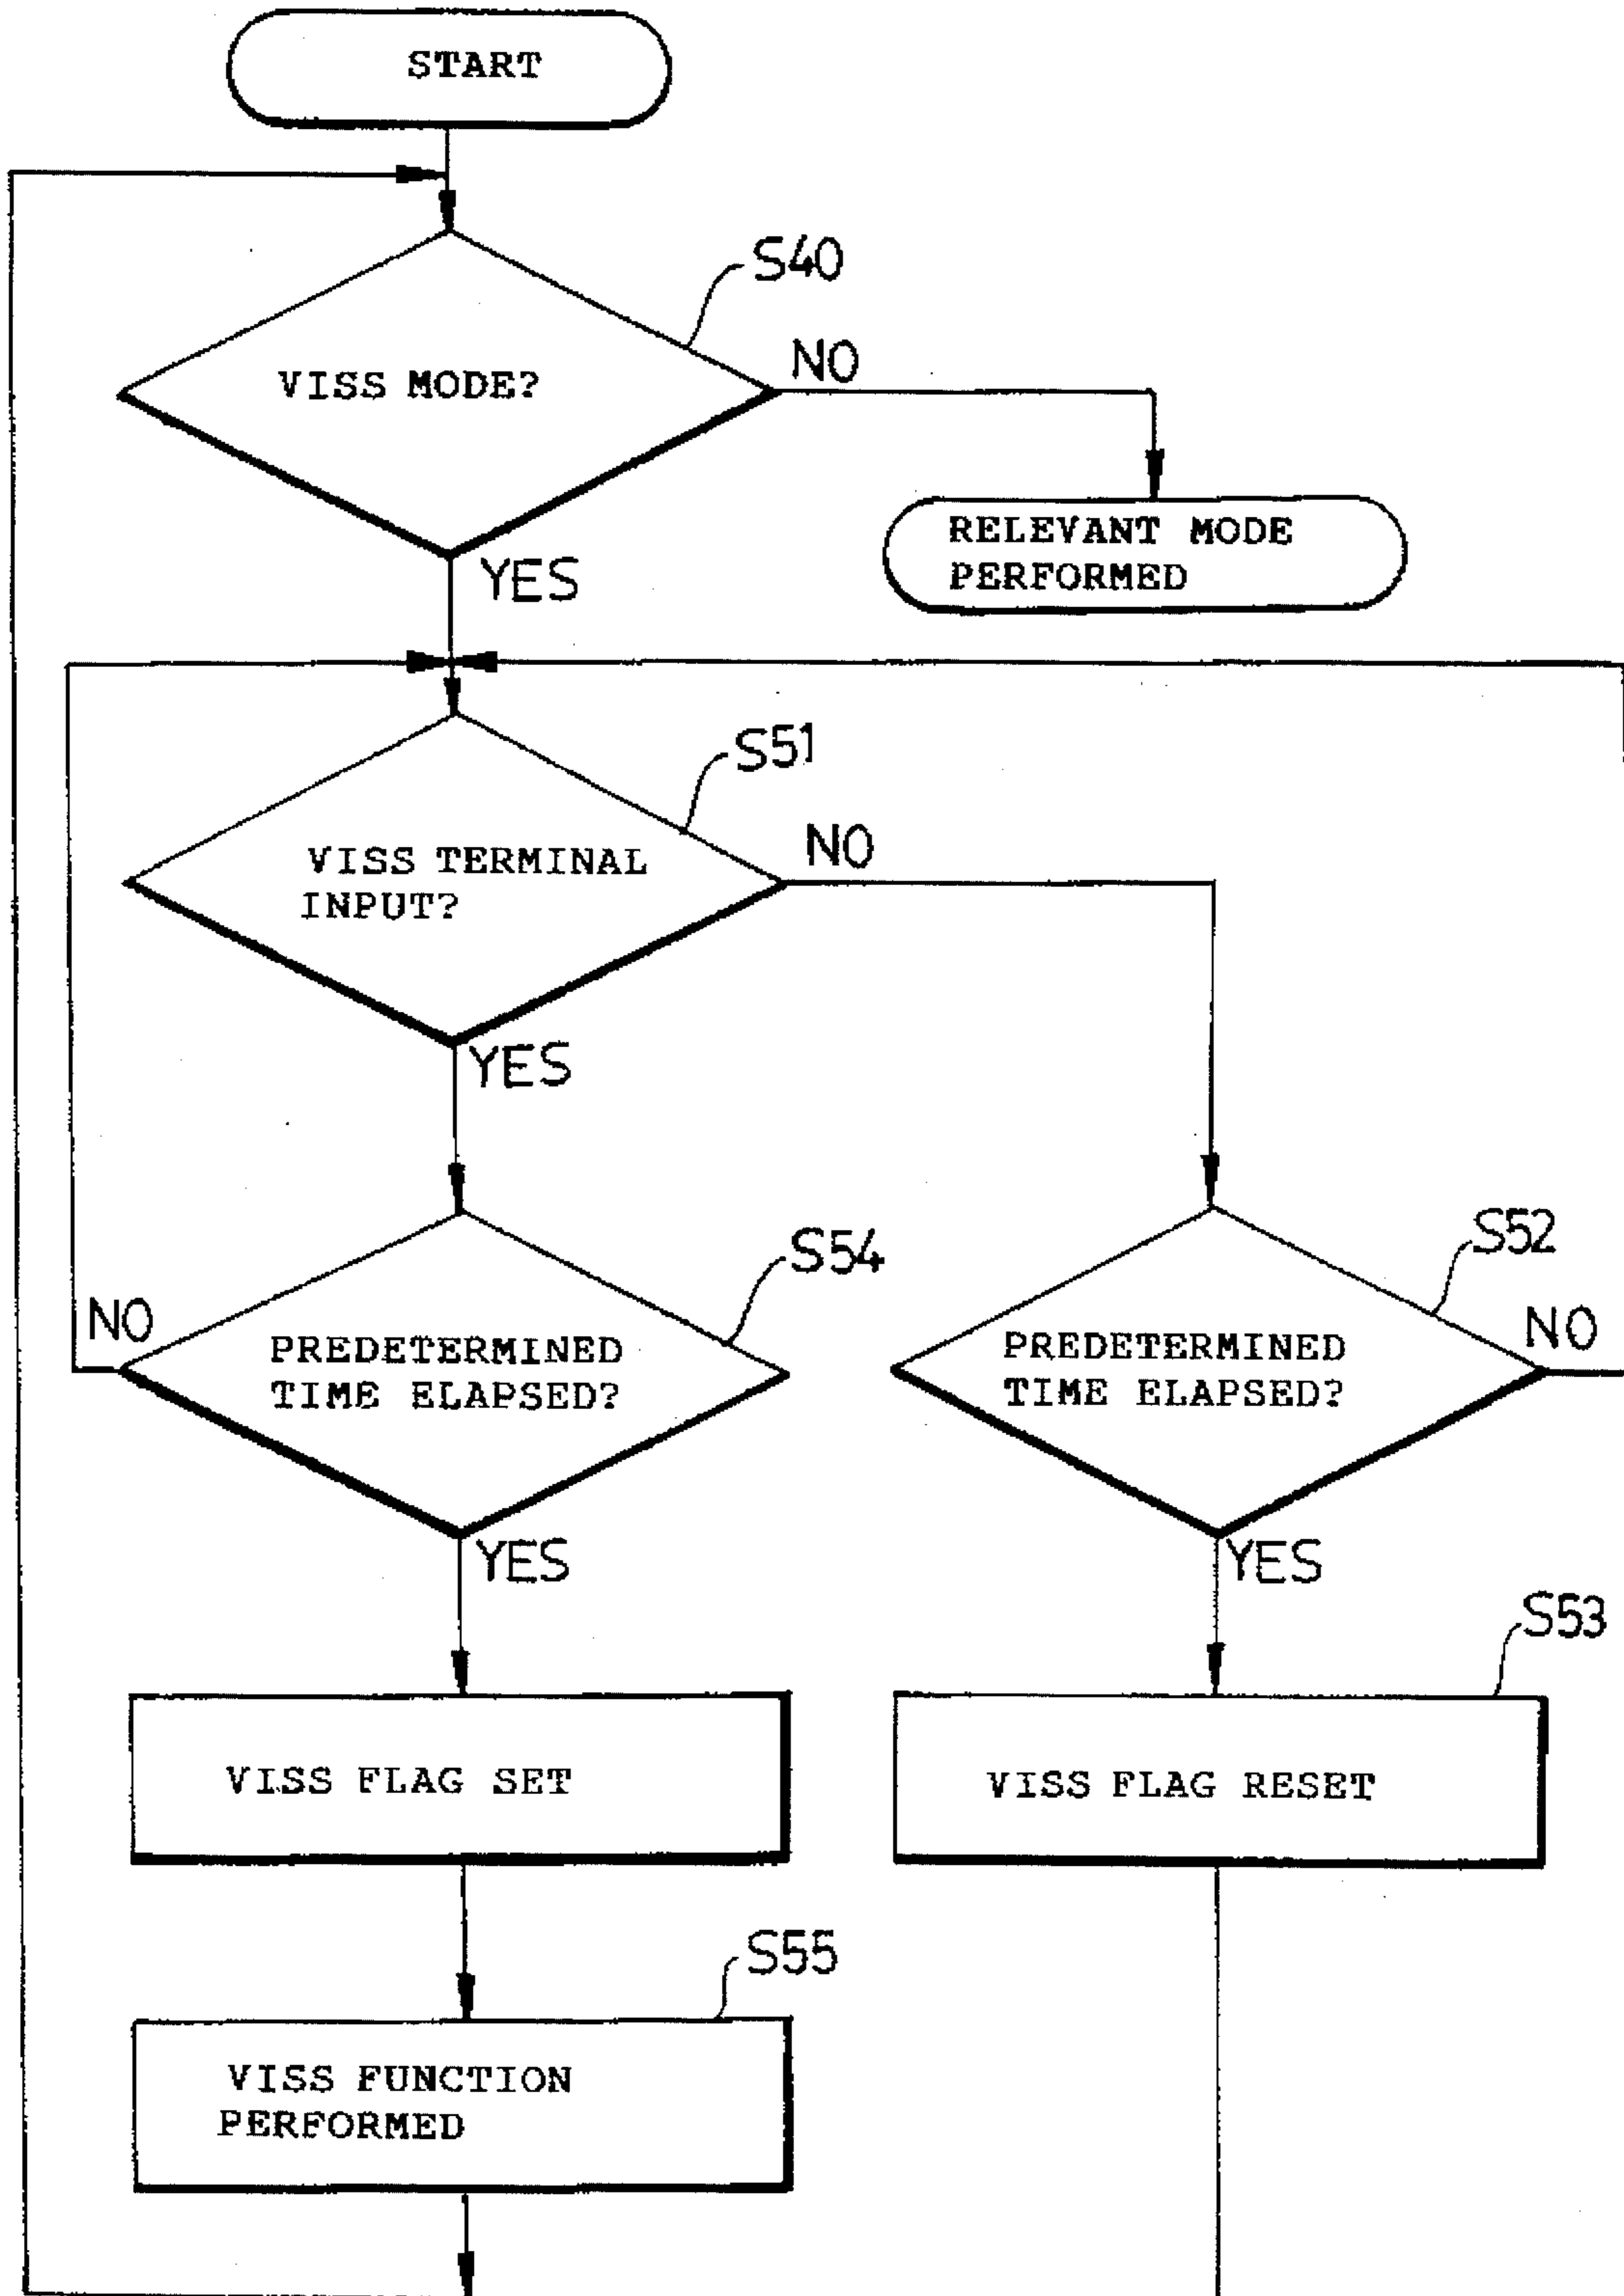 START
S40
VISS MODE?
NO
RELEVANT MODE
PERFORMED
YES
S51
VISS TERMINAL
INPUT?
NO
YES
S54
S52
NO
PREDETERMINED
TIME ELAPSED?
PREDETERMINED
TIME ELAPSED?
NO
YES
YES
S53
VISS FLAG SET
VISS FLAG RESET
S55
VISS FUNCTION
PERFORMED